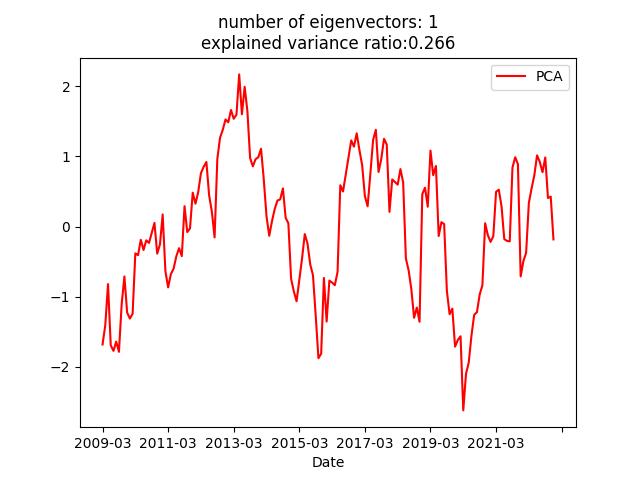 number of eigenvectors: 1
explained variance ratio:0.266
PCA
2
1
0
−1
−2
2009-03 2011-03 2013-03 2015-03 2017-03 2019-03 2021-03
Date